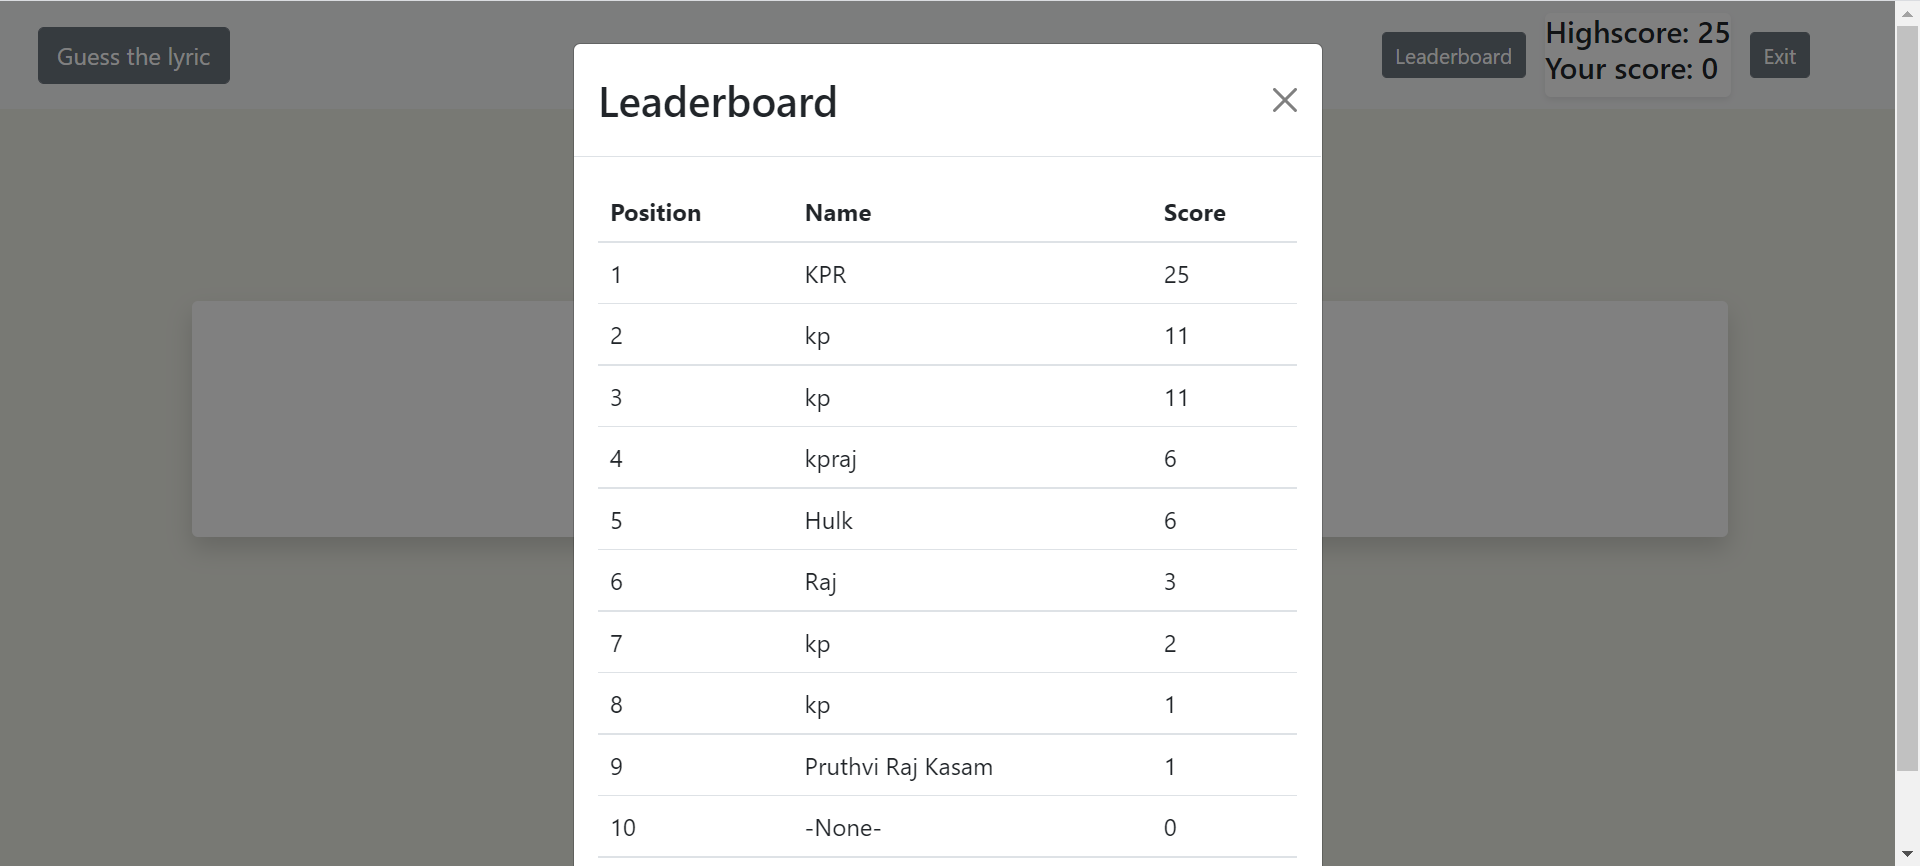 Guess the lyric
Leaderboard
Highscore: 25
Your score: 0
Exit
Leaderboard
Position Name Score
1 KPR 25
2 kp 11
3 kp 11
4 kpraj 6
5 Hulk 6
6 Raj 3
7 kp 2
8 kp 1
9 Pruthvi Raj Kasam 1
10 -None- 0